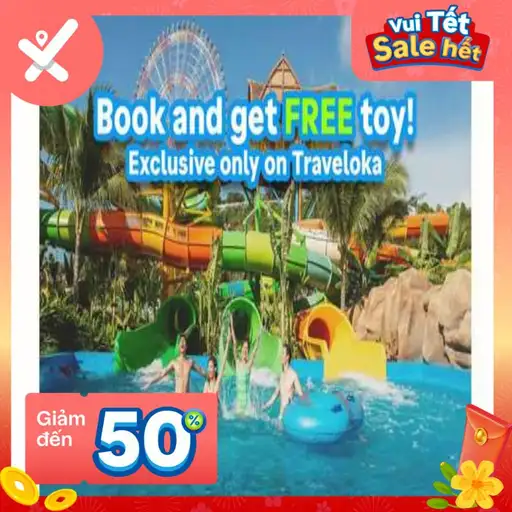 Vui Tết
Sale hết
Book and get FREE toy!
Exclusive only on Traveloka
Giảm
đến
50%